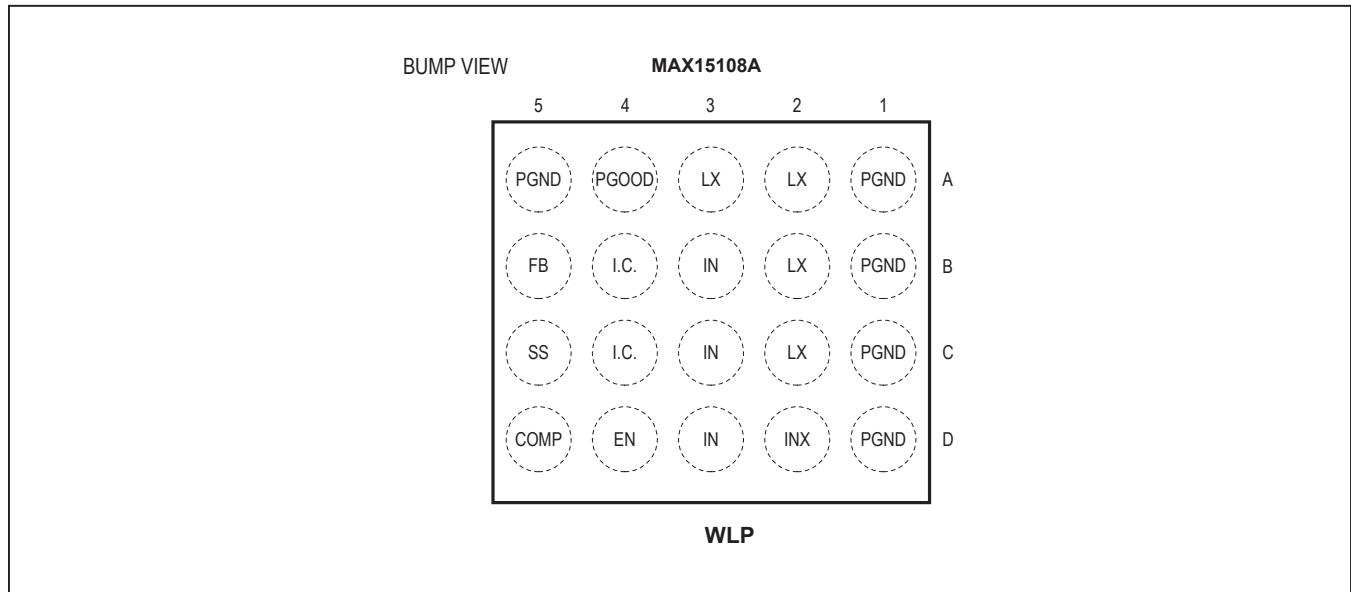 BUMP VIEW MAX15108A
5 4 3 2 1
PGND PGOOD LX LX PGND A
FB I.C. IN LX PGND B
SS I.C. IN LX PGND C
COMP EN IN INX PGND D
WLP